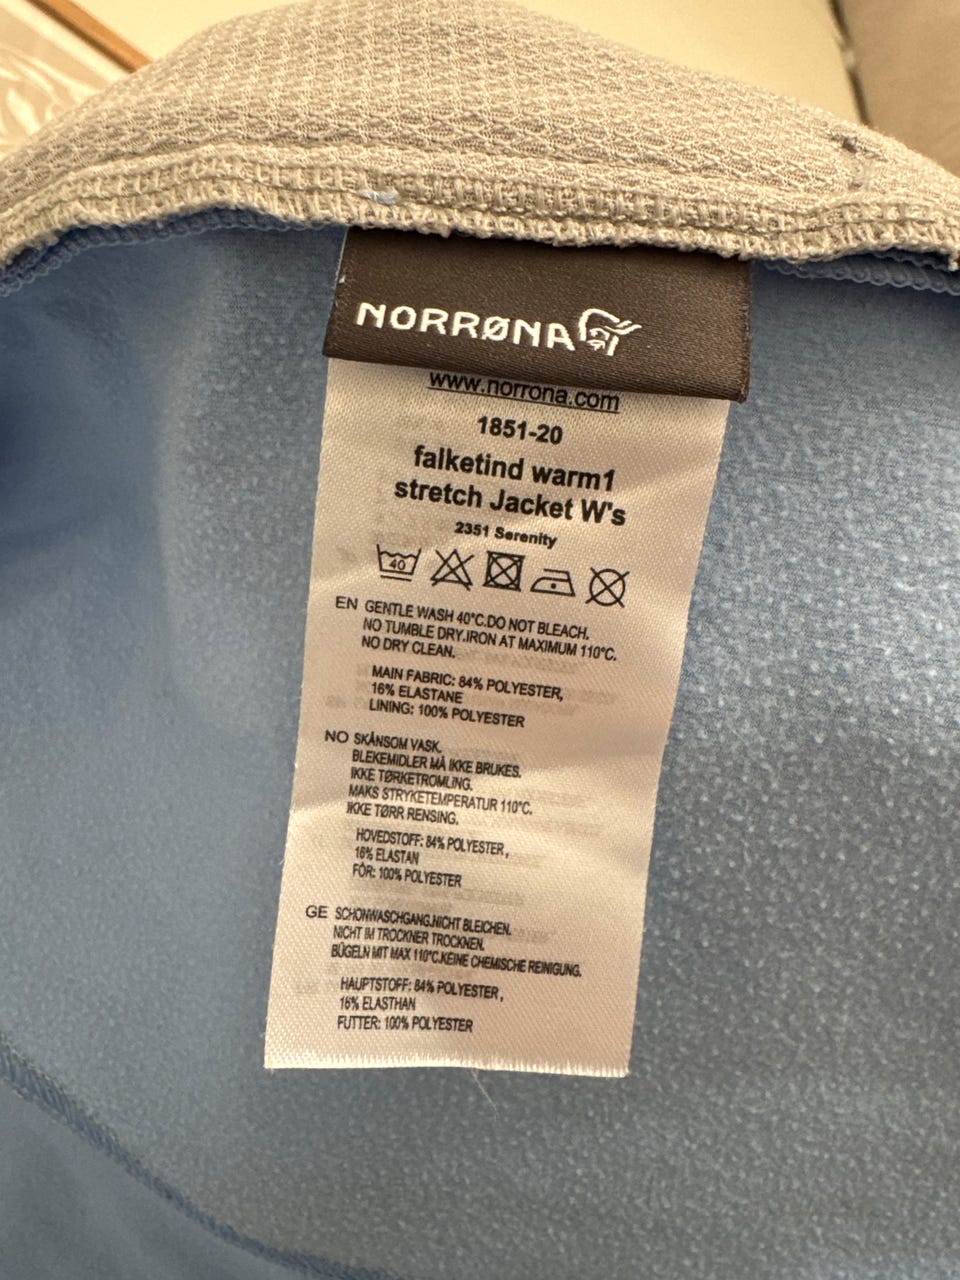 NORRØNA
www.norrona.com
1851-20
falketind warm1
stretch Jacket W's
2351 Serenity
40
EN GENTLE WASH 40°C.DO NOT BLEACH.
NO TUMBLE DRY.IRON AT MAXIMUM 110°C.
NO DRY CLEAN.
MAIN FABRIC: 84% POLYESTER,
16% ELASTANE
LINING: 100% POLYESTER
NO SKÅNSOM VASK.
BLEKEMIDLER MÅ IKKE BRUKES.
IKKE TØRKETROMLING.
MAKS STRYKETEMPERATUR 110°C.
IKKE TØRR RENSING.
HOVEDSTOFF: 84% POLYESTER,
16% ELASTAN
FÔR: 100% POLYESTER
GE SCHONWASCHGANG.NICHT BLEICHEN.
NICHT IM TROCKNER TROCKNEN.
BÜGELN MIT MAX 110°C.KEINE CHEMISCHE REINIGUNG.
HAUPTSTOFF: 84% POLYESTER,
16% ELASTHAN
FUTTER: 100% POLYESTER